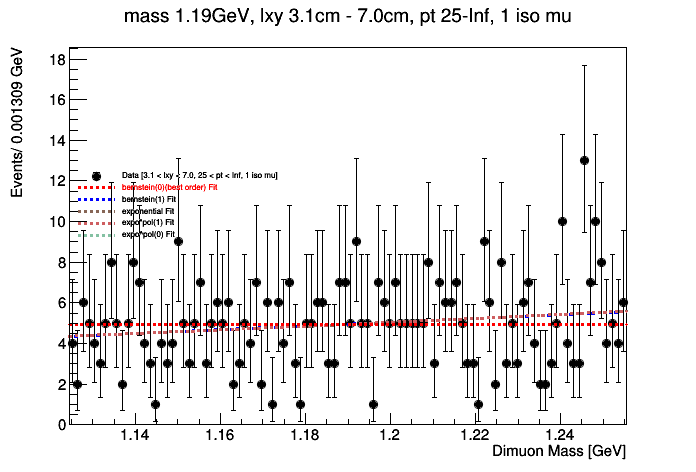 mass 1.19GeV, lxy 3.1cm - 7.0cm, pt 25-Inf, 1 iso mu
Events/ 0.001309 GeV
18
16
14
12
10
8
6
4
2
0
Data [3.1 < lxy < 7.0, 25 < pt < Inf, 1 iso mu]
bernstein(0)(best order) Fit
bernstein(1) Fit
exponential Fit
expo*pol(1) Fit
expo*pol(0) Fit
1.14 1.16 1.18 1.2 1.22 1.24
Dimuon Mass [GeV]